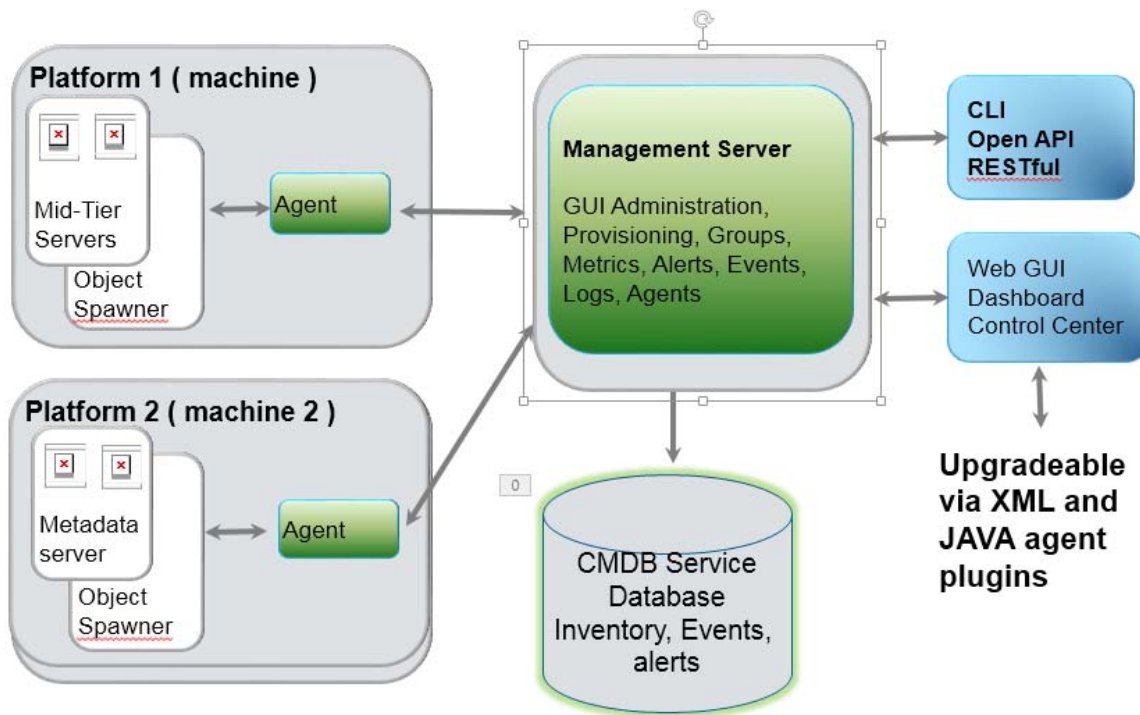 Platform 1 ( machine )
Mid-Tier
Servers
Object
Spawner
Agent
Management Server
GUI Administration,
Provisioning, Groups,
Metrics, Alerts, Events,
Logs, Agents
CLI
Open API
RESTful
Web GUI
Dashboard
Control Center
Upgradeable
via XML and
JAVA agent
plugins
Platform 2 ( machine 2 )
Metadata
server
Object
Spawner
Agent
0
CMDB Service
Database
Inventory, Events,
alerts